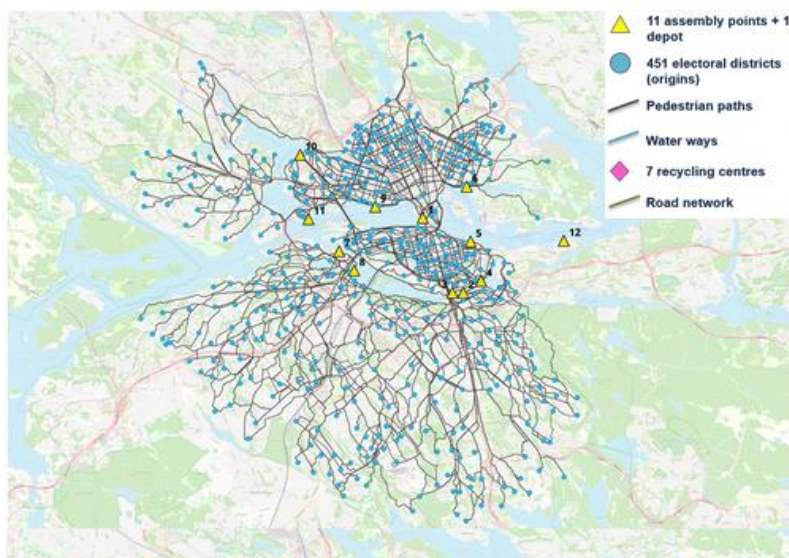 11 assembly points + 1
depot
451 electoral districts
(origins)
Pedestrian paths
Water ways
7 recycling centres
Road network
10
6
9
11
1
5
12
7
8
4
3
2